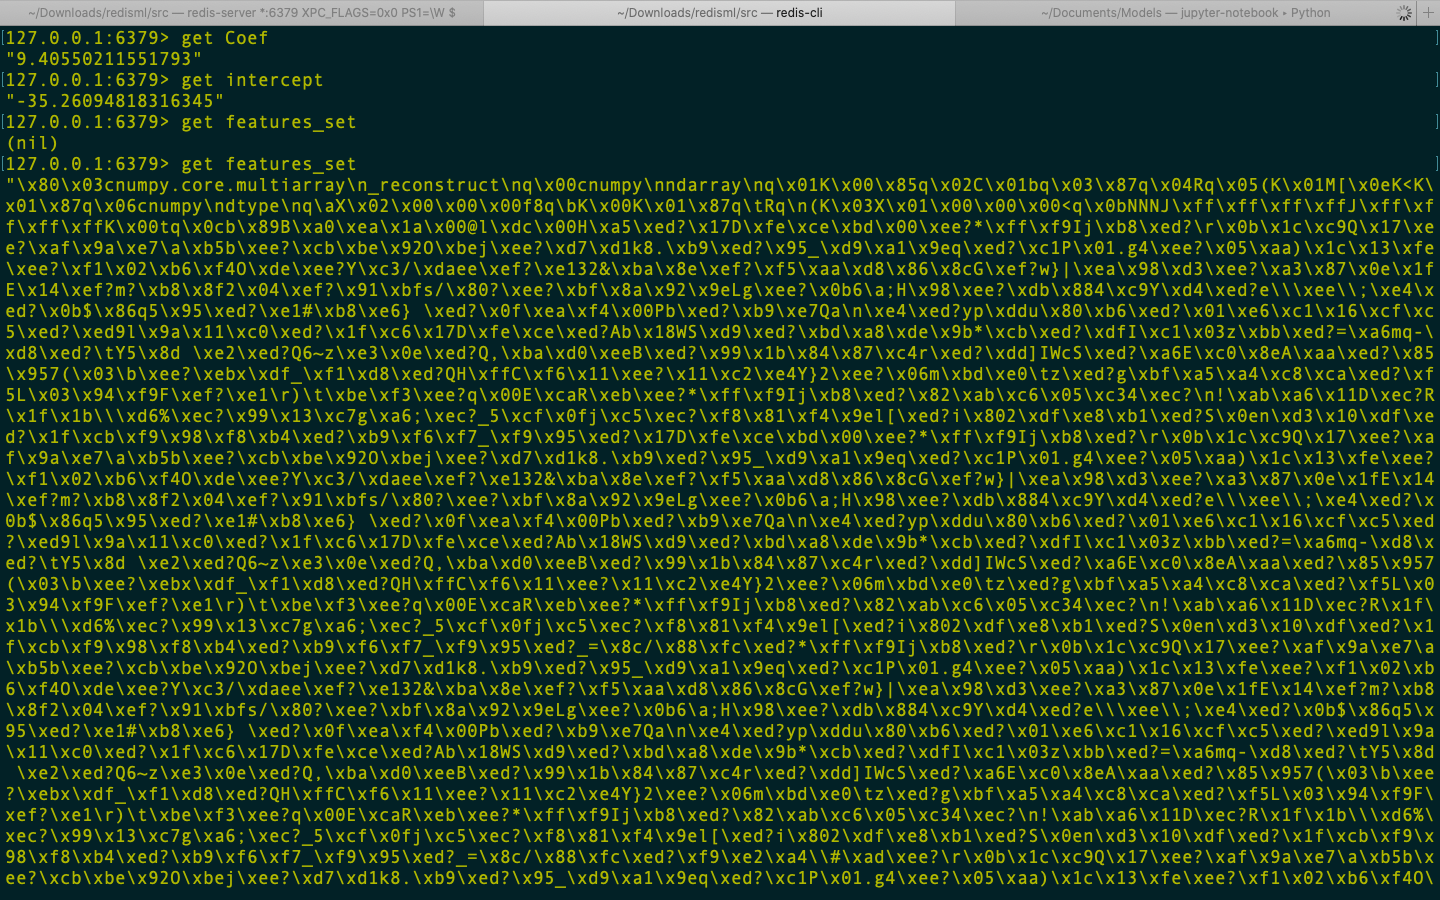 ~/Downloads/redisml/src — redis-server *:6379 XPC_FLAGS=0x0 PS1=\W $
~/Downloads/redisml/src — redis-cli
~/Documents/Models — jupyter-notebook ▸ Python
[127.0.0.1:6379> get Coef
"9.40550211551793"
[127.0.0.1:6379> get intercept
"-35.26094818316345"
[127.0.0.1:6379> get features_set
(nil)
[127.0.0.1:6379> get features_set
"\x80\x03cnumpy.core.multiarray\n_reconstruct\nq\x00cnumpy\nndarray\nq\x01K\x00\x85q\x02C\x01bq\x03\x87q\x04Rq\x05(K\x01M[\x0eK<K\
x01\x87q\x06cnumpy\ndtype\nq\aX\x02\x00\x00\x00f8q\bK\x00K\x01\x87q\tRq\n(K\x03X\x01\x00\x00\x00<q\x0bNNNJ\xff\xff\xff\xffJ\xff\xf
f\xff\xffK\x00tq\x0cb\x89B\xa0\xea\x1a\x00@l\xdc\x00H\xa5\xed?\x17D\xfe\xce\xbd\x00\xee?*\xff\xf9Ij\xb8\xed?\r\x0b\x1c\xc9Q\x17\xe
e?\xaf\x9a\xe7\a\xb5b\xee?\xcb\xbe\x92O\xbej\xee?\xd7\xd1k8.\xb9\xed?\x95_\xd9\xa1\x9eq\xed?\xc1P\x01.g4\xee?\x05\xaa)\x1c\x13\xfe
\xee?\xf1\x02\xb6\xf4O\xde\xee?Y\xc3/\xdaee\xef?\xe132&\xba\x8e\xef?\xf5\xaa\xd8\x86\x8cG\xef?w}|\xea\x98\xd3\xee?\xa3\x87\x0e\x1f
E\x14\xef?m?\xb8\x8f2\x04\xef?\x91\xbfs/\x80?\xee?\xbf\x8a\x92\x9eLg\xee?\x0b6\a;H\x98\xee?\xdb\x884\xc9Y\xd4\xed?e\\\xee\\;\xe4\x
ed?\x0b$\x86q5\x95\xed?\xe1#\xb8\xe6} \xed?\x0f\xea\xf4\x00Pb\xed?\xb9\xe7Qa\n\xe4\xed?yp\xddu\x80\xb6\xed?\x01\xe6\xc1\x16\xcf\xc
5\xed?\xed9l\x9a\x11\xc0\xed?\x1f\xc6\x17D\xfe\xce\xed?Ab\x18WS\xd9\xed?\xbd\xa8\xde\x9b*\xcb\xed?\xdfI\xc1\x03z\xbb\xed?=\xa6mq-\
xd8\xed?\tY5\x8d \xe2\xed?Q6~z\xe3\x0e\xed?Q,\xba\xd0\xeeB\xed?\x99\x1b\x84\x87\xc4r\xed?\xdd]IWcS\xed?\xa6E\xc0\x8eA\xaa\xed?\x85
\x957(\x03\b\xee?\xebx\xdf_\xf1\xd8\xed?QH\xffC\xf6\x11\xee?\x11\xc2\xe4Y}2\xee?\x06m\xbd\xe0\tz\xed?g\xbf\xa5\xa4\xc8\xca\xed?\xf
5L\x03\x94\xf9F\xef?\xe1\r)\t\xbe\xf3\xee?q\x00E\xcaR\xeb\xee?*\xff\xf9Ij\xb8\xed?\x82\xab\xc6\x05\xc34\xec?\n!\xab\xa6\x11D\xec?R
\x1f\x1b\\\xd6%\xec?\x99\x13\xc7g\xa6;\xec?_5\xcf\x0fj\xc5\xec?\xf8\x81\xf4\x9el[\xed?i\x802\xdf\xe8\xb1\xed?S\x0en\xd3\x10\xdf\xe
d?\x1f\xcb\xf9\x98\xf8\xb4\xed?\xb9\xf6\xf7_\xf9\x95\xed?\x17D\xfe\xce\xbd\x00\xee?*\xff\xf9Ij\xb8\xed?\r\x0b\x1c\xc9Q\x17\xee?\xa
f\x9a\xe7\a\xb5b\xee?\xcb\xbe\x92O\xbej\xee?\xd7\xd1k8.\xb9\xed?\x95_\xd9\xa1\x9eq\xed?\xc1P\x01.g4\xee?\x05\xaa)\x1c\x13\xfe\xee?
\xf1\x02\xb6\xf4O\xde\xee?Y\xc3/\xdaee\xef?\xe132&\xba\x8e\xef?\xf5\xaa\xd8\x86\x8cG\xef?w}|\xea\x98\xd3\xee?\xa3\x87\x0e\x1fE\x14
\xef?m?\xb8\x8f2\x04\xef?\x91\xbfs/\x80?\xee?\xbf\x8a\x92\x9eLg\xee?\x0b6\a;H\x98\xee?\xdb\x884\xc9Y\xd4\xed?e\\\xee\\;\xe4\xed?\x
0b$\x86q5\x95\xed?\xe1#\xb8\xe6} \xed?\x0f\xea\xf4\x00Pb\xed?\xb9\xe7Qa\n\xe4\xed?yp\xddu\x80\xb6\xed?\x01\xe6\xc1\x16\xcf\xc5\xed
?\xed9l\x9a\x11\xc0\xed?\x1f\xc6\x17D\xfe\xce\xed?Ab\x18WS\xd9\xed?\xbd\xa8\xde\x9b*\xcb\xed?\xdfI\xc1\x03z\xbb\xed?=\xa6mq-\xd8\x
ed?\tY5\x8d \xe2\xed?Q6~z\xe3\x0e\xed?Q,\xba\xd0\xeeB\xed?\x99\x1b\x84\x87\xc4r\xed?\xdd]IWcS\xed?\xa6E\xc0\x8eA\xaa\xed?\x85\x957
(\x03\b\xee?\xebx\xdf_\xf1\xd8\xed?QH\xffC\xf6\x11\xee?\x11\xc2\xe4Y}2\xee?\x06m\xbd\xe0\tz\xed?g\xbf\xa5\xa4\xc8\xca\xed?\xf5L\x0
3\x94\xf9F\xef?\xe1\r)\t\xbe\xf3\xee?q\x00E\xcaR\xeb\xee?*\xff\xf9Ij\xb8\xed?\x82\xab\xc6\x05\xc34\xec?\n!\xab\xa6\x11D\xec?R\x1f\
x1b\\\xd6%\xec?\x99\x13\xc7g\xa6;\xec?_5\xcf\x0fj\xc5\xec?\xf8\x81\xf4\x9el[\xed?i\x802\xdf\xe8\xb1\xed?S\x0en\xd3\x10\xdf\xed?\x1
f\xcb\xf9\x98\xf8\xb4\xed?\xb9\xf6\xf7_\xf9\x95\xed?_=\x8c/\x88\xfc\xed?*\xff\xf9Ij\xb8\xed?\r\x0b\x1c\xc9Q\x17\xee?\xaf\x9a\xe7\a
\xb5b\xee?\xcb\xbe\x92O\xbej\xee?\xd7\xd1k8.\xb9\xed?\x95_\xd9\xa1\x9eq\xed?\xc1P\x01.g4\xee?\x05\xaa)\x1c\x13\xfe\xee?\xf1\x02\xb
6\xf4O\xde\xee?Y\xc3/\xdaee\xef?\xe132&\xba\x8e\xef?\xf5\xaa\xd8\x86\x8cG\xef?w}|\xea\x98\xd3\xee?\xa3\x87\x0e\x1fE\x14\xef?m?\xb8
\x8f2\x04\xef?\x91\xbfs/\x80?\xee?\xbf\x8a\x92\x9eLg\xee?\x0b6\a;H\x98\xee?\xdb\x884\xc9Y\xd4\xed?e\\\xee\\;\xe4\xed?\x0b$\x86q5\x
95\xed?\xe1#\xb8\xe6} \xed?\x0f\xea\xf4\x00Pb\xed?\xb9\xe7Qa\n\xe4\xed?yp\xddu\x80\xb6\xed?\x01\xe6\xc1\x16\xcf\xc5\xed?\xed9l\x9a
\x11\xc0\xed?\x1f\xc6\x17D\xfe\xce\xed?Ab\x18WS\xd9\xed?\xbd\xa8\xde\x9b*\xcb\xed?\xdfI\xc1\x03z\xbb\xed?=\xa6mq-\xd8\xed?\tY5\x8d
 \xe2\xed?Q6~z\xe3\x0e\xed?Q,\xba\xd0\xeeB\xed?\x99\x1b\x84\x87\xc4r\xed?\xdd]IWcS\xed?\xa6E\xc0\x8eA\xaa\xed?\x85\x957(\x03\b\xee
?\xebx\xdf_\xf1\xd8\xed?QH\xffC\xf6\x11\xee?\x11\xc2\xe4Y}2\xee?\x06m\xbd\xe0\tz\xed?g\xbf\xa5\xa4\xc8\xca\xed?\xf5L\x03\x94\xf9F\
xef?\xe1\r)\t\xbe\xf3\xee?q\x00E\xcaR\xeb\xee?*\xff\xf9Ij\xb8\xed?\x82\xab\xc6\x05\xc34\xec?\n!\xab\xa6\x11D\xec?R\x1f\x1b\\\xd6%\
xec?\x99\x13\xc7g\xa6;\xec?_5\xcf\x0fj\xc5\xec?\xf8\x81\xf4\x9el[\xed?i\x802\xdf\xe8\xb1\xed?S\x0en\xd3\x10\xdf\xed?\x1f\xcb\xf9\x
98\xf8\xb4\xed?\xb9\xf6\xf7_\xf9\x95\xed?_=\x8c/\x88\xfc\xed?\xf9\xe2\xa4\\#\xad\xee?\r\x0b\x1c\xc9Q\x17\xee?\xaf\x9a\xe7\a\xb5b\x
ee?\xcb\xbe\x92O\xbej\xee?\xd7\xd1k8.\xb9\xed?\x95_\xd9\xa1\x9eq\xed?\xc1P\x01.g4\xee?\x05\xaa)\x1c\x13\xfe\xee?\xf1\x02\xb6\xf4O\